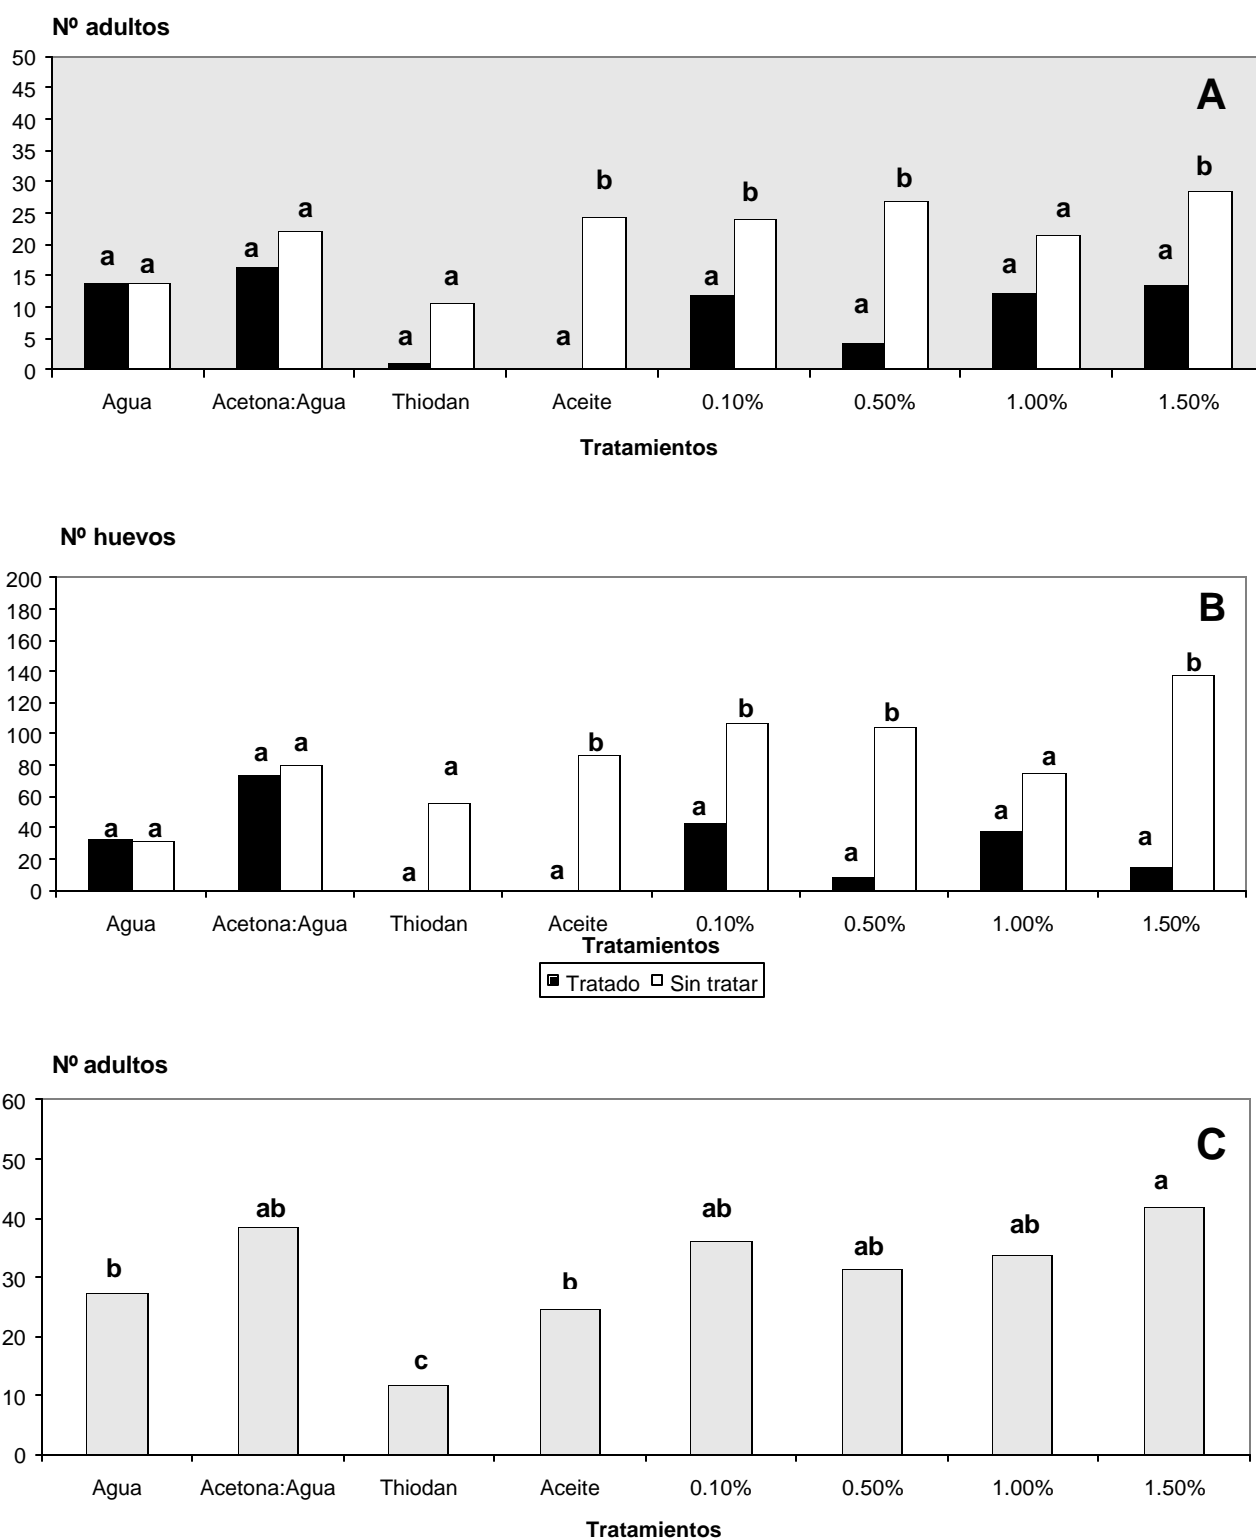 Nº adultos
50
45
40
35
30
25
20
15
10
5
0
A
a a a a a a a b a b a b a a a b
Agua Acetona:Agua Thiodan Aceite 0.10% 0.50% 1.00% 1.50%
Tratamientos
Nº huevos
200
180
160
140
120
100
80
60
40
20
0
B
a a a a a a a b a b a b a a a b
Agua Acetona:Agua Thiodan Aceite 0.10% 0.50% 1.00% 1.50%
Tratamientos
Tratado Sin tratar
Nº adultos
60
50
40
30
20
10
0
C
b ab c b ab ab ab a
Agua Acetona:Agua Thiodan Aceite 0.10% 0.50% 1.00% 1.50%
Tratamientos